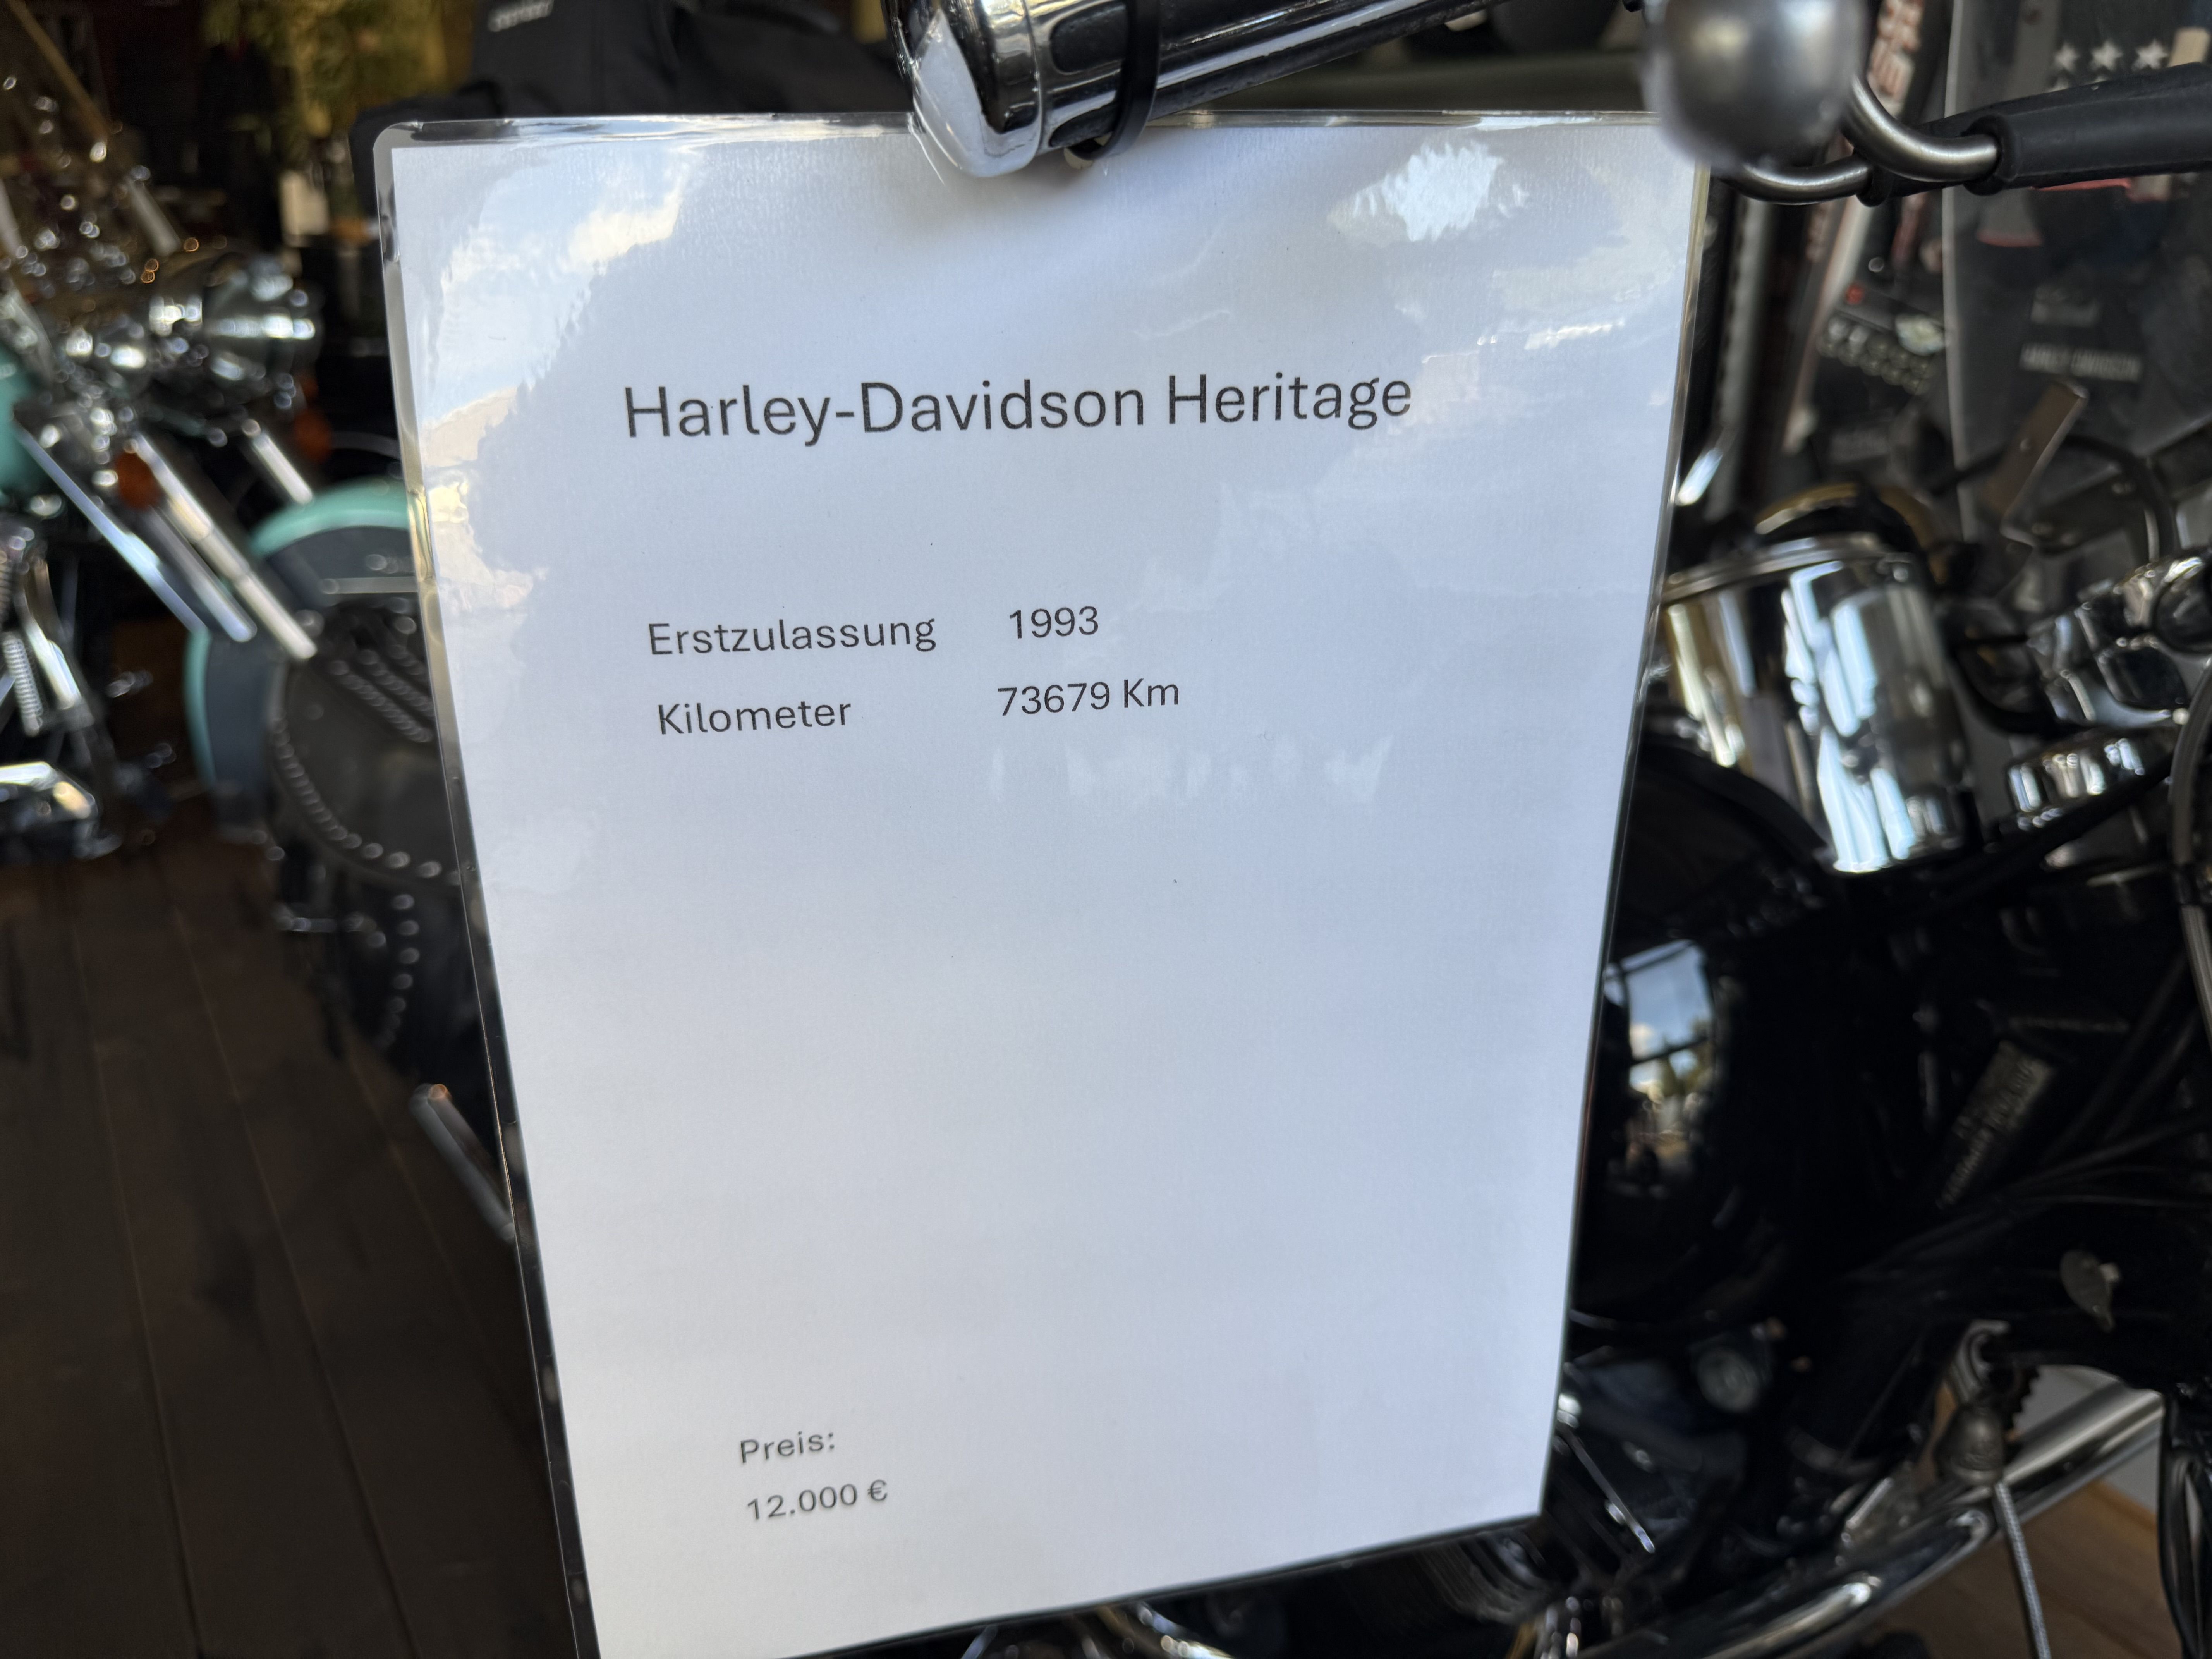 Harley-Davidson Heritage
Erstzulassung 1993
Kilometer 73679 Km
Preis:
12.000 €